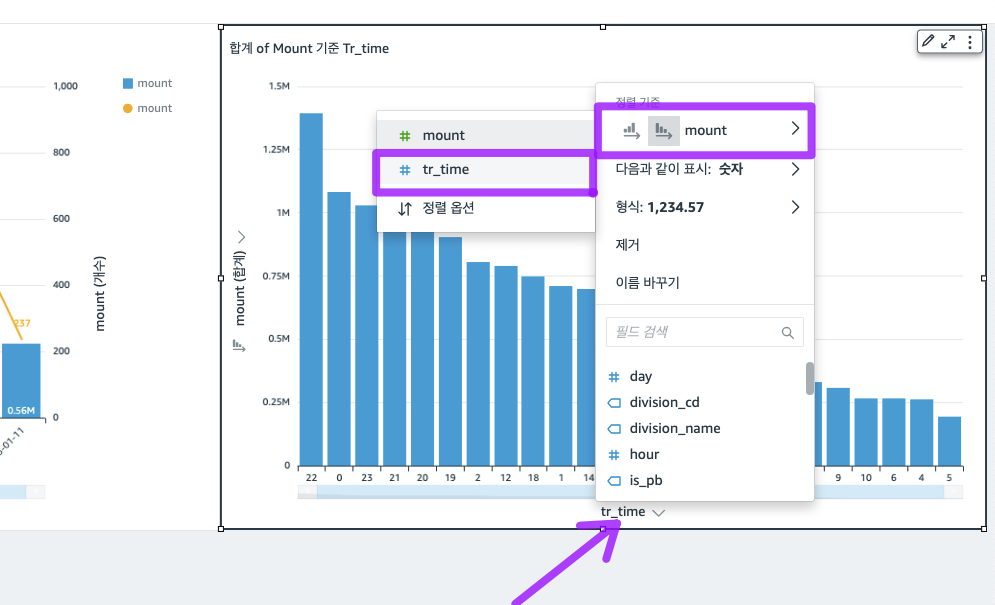 1,000
800
600
400
200
0
mount (개수)
mount
mount
237
0.56M
-01-11
합계 of Mount 기준 Tr_time
1.5M
1.25M
1M
0.75M
0.5M
0.25M
0
mount (합계)
22 0 23 21 20 19 2 12 18 1 14
9 10 6 4 5
tr_time
mount
tr_time
정렬 옵션
정렬 기준
mount
다음과 같이 표시: 숫자
형식: 1,234.57
제거
이름 바꾸기
필드 검색
day
division_cd
division_name
hour
is_pb